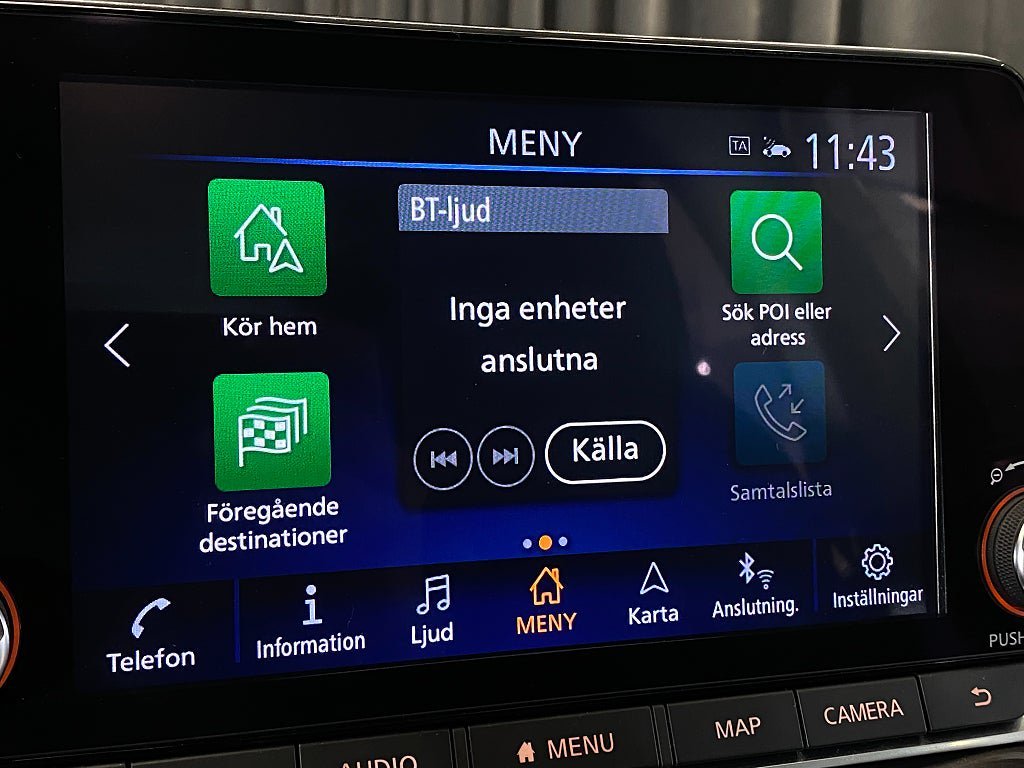 MENY
TA
11:43
BT-ljud
Kör hem
Inga enheter
anslutna
Sök POI eller
adress
Källa
Föregående
destinationer
Samtalslista
Telefon
Information
Ljud
MENY
Karta
Anslutning.
Inställningar
PUSH
AUDIO
MENU
MAP
CAMERA